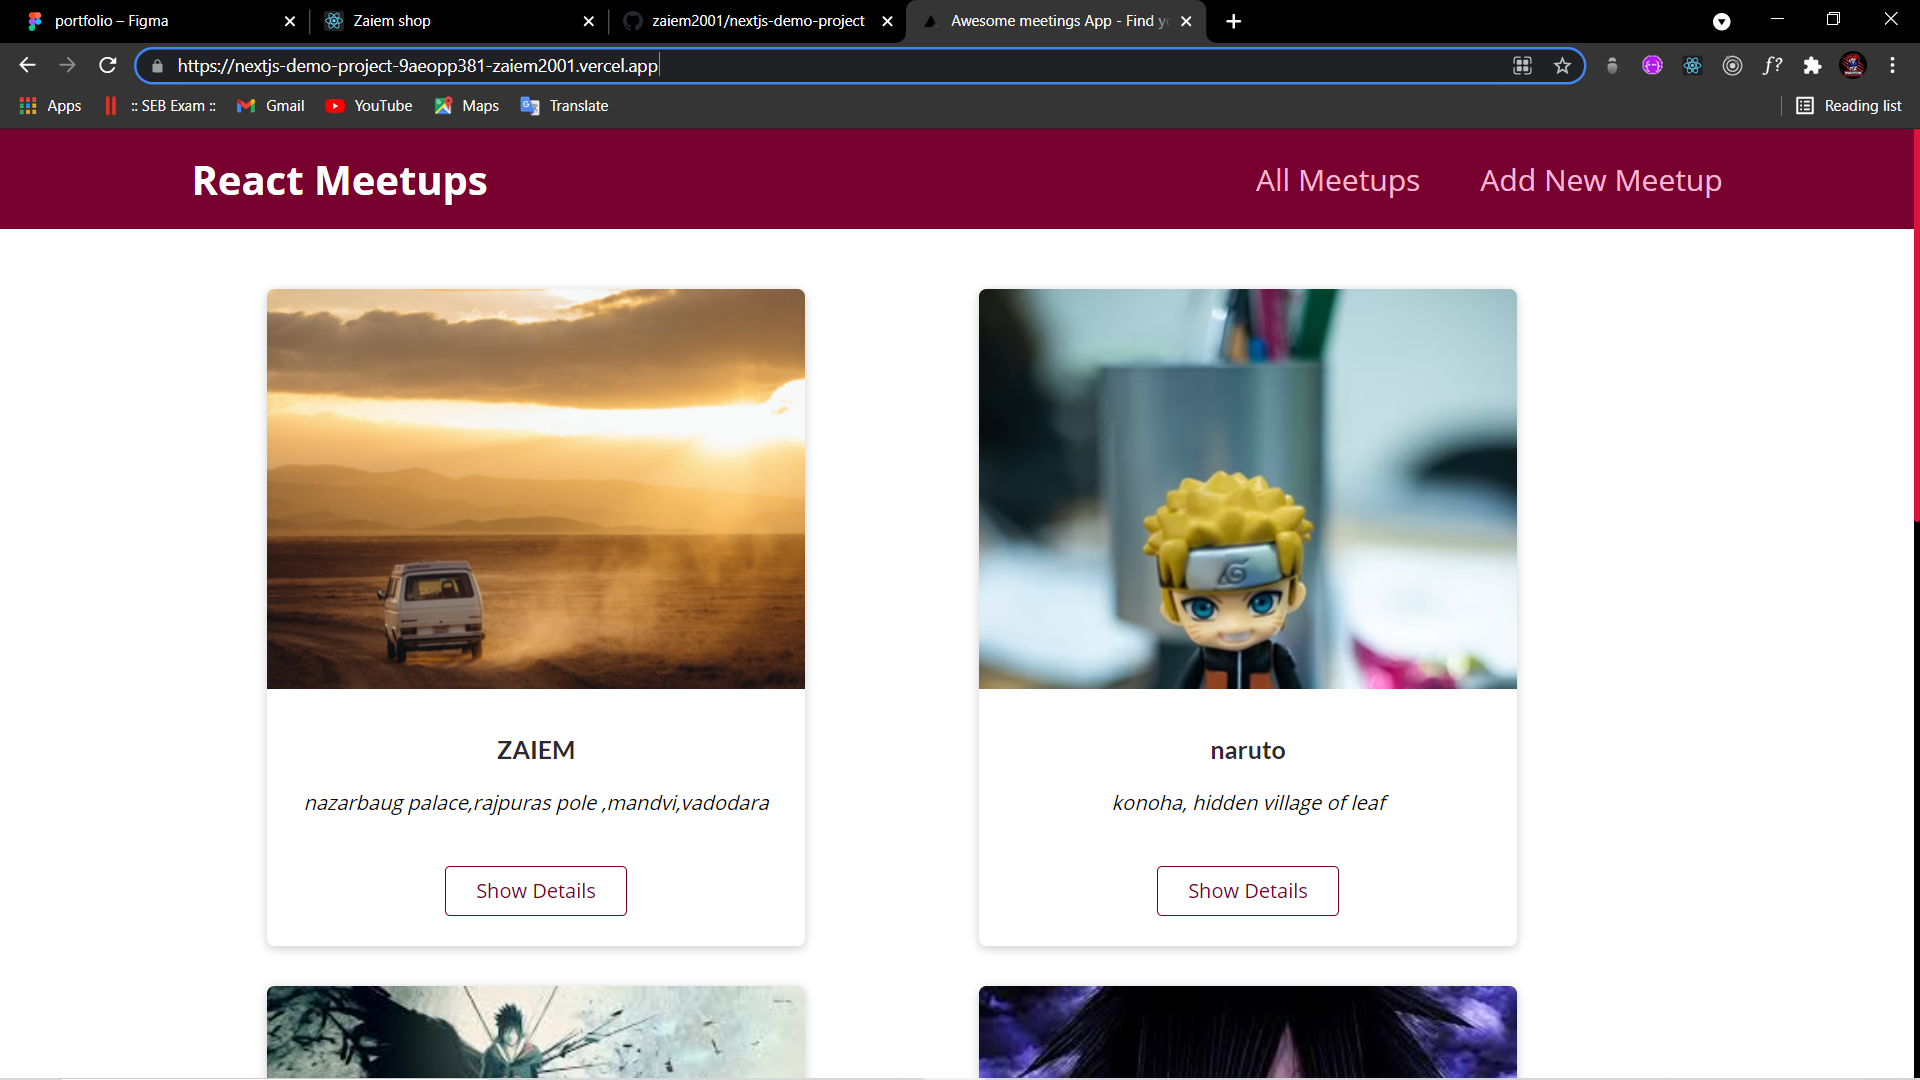 portfolio – Figma
Zaiem shop
zaiem2001/nextjs-demo-project
Awesome meetings App - Find y
https://nextjs-demo-project-9aeopp381-zaiem2001.vercel.app
f?
Apps
:: SEB Exam ::
Gmail
YouTube
Maps
Translate
Reading list
React Meetups
All Meetups
Add New Meetup
ZAIEM
nazarbaug palace,rajpuras pole ,mandvi,vadodara
Show Details
naruto
konoha, hidden village of leaf
Show Details